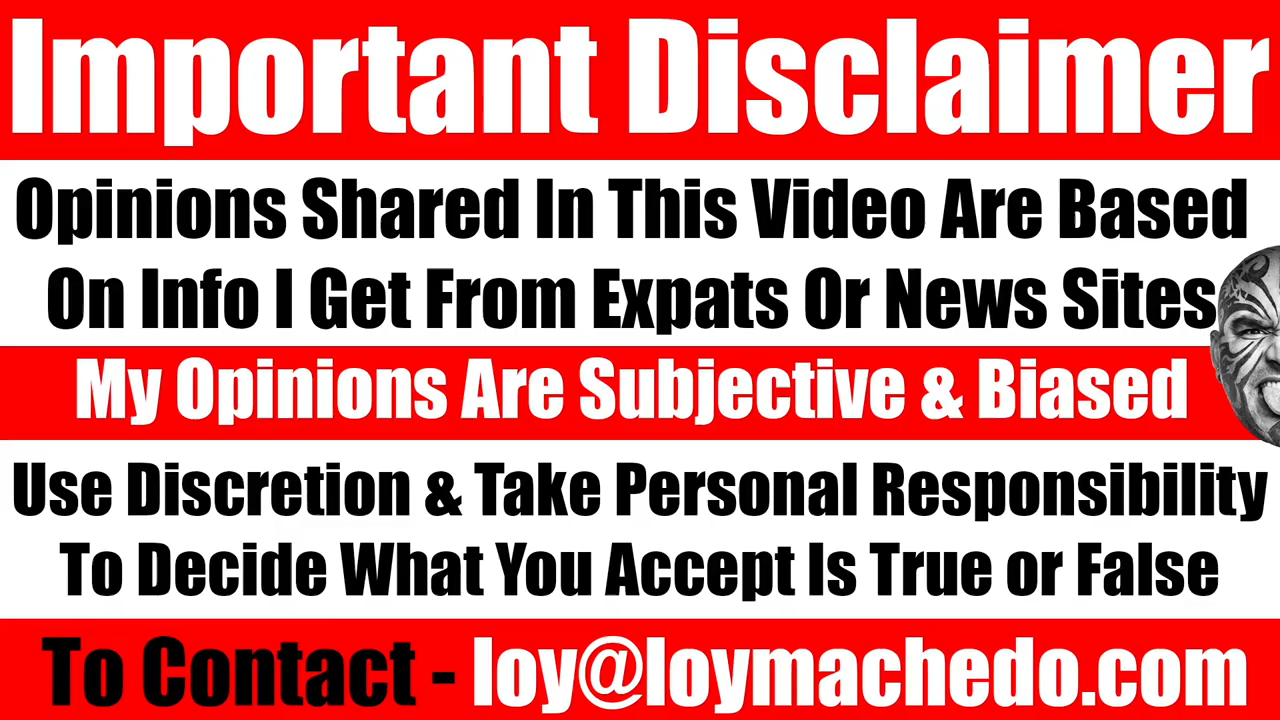 Important Disclaimer
Opinions Shared In This Video Are Based
On Info I Get From Expats Or News Sites
My Opinions Are Subjective & Biased
Use Discretion & Take Personal Responsibility
To Decide What You Accept Is True or False
To Contact - loy@loymachedo.com